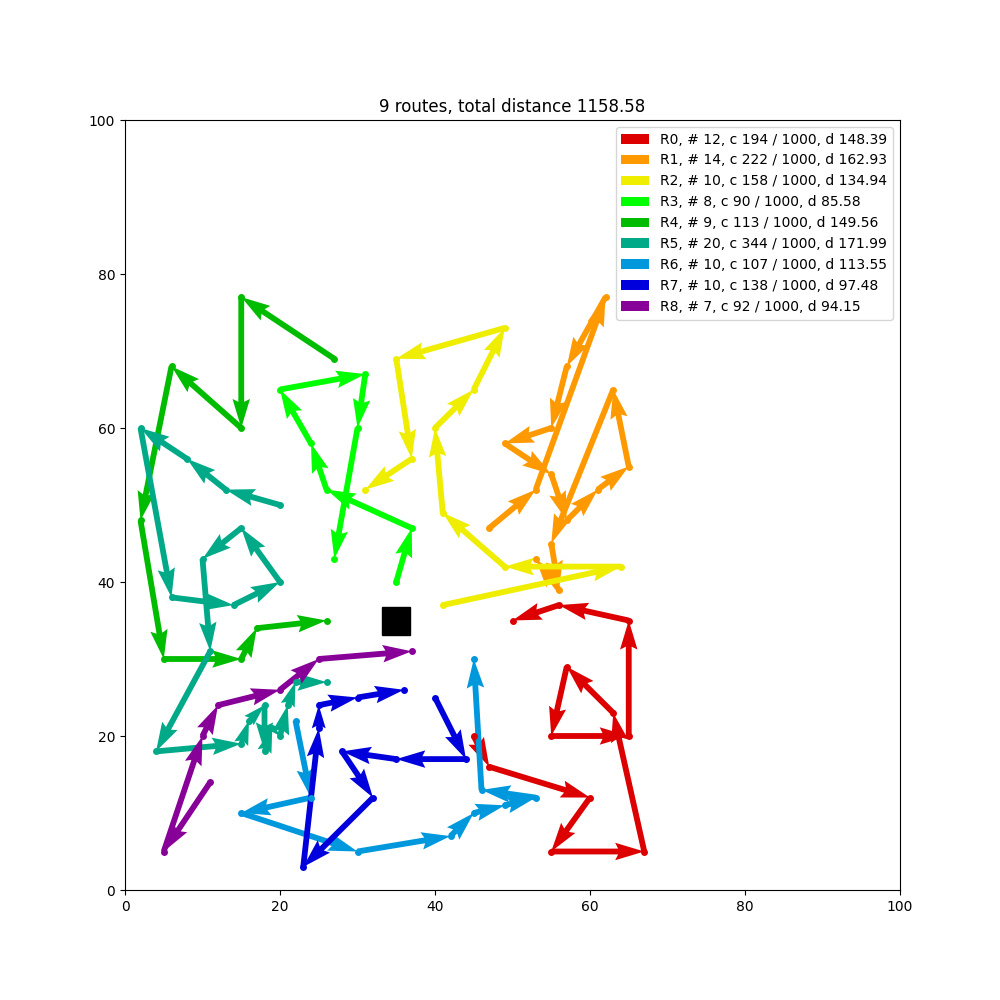 9 routes, total distance 1158.58
R0, # 12, c 194 / 1000, d 148.39
R1, # 14, c 222 / 1000, d 162.93
R2, # 10, c 158 / 1000, d 134.94
R3, # 8, c 90 / 1000, d 85.58
R4, # 9, c 113 / 1000, d 149.56
R5, # 20, c 344 / 1000, d 171.99
R6, # 10, c 107 / 1000, d 113.55
R7, # 10, c 138 / 1000, d 97.48
R8, # 7, c 92 / 1000, d 94.15
100
80
60
40
20
0
0 20 40 60 80 100